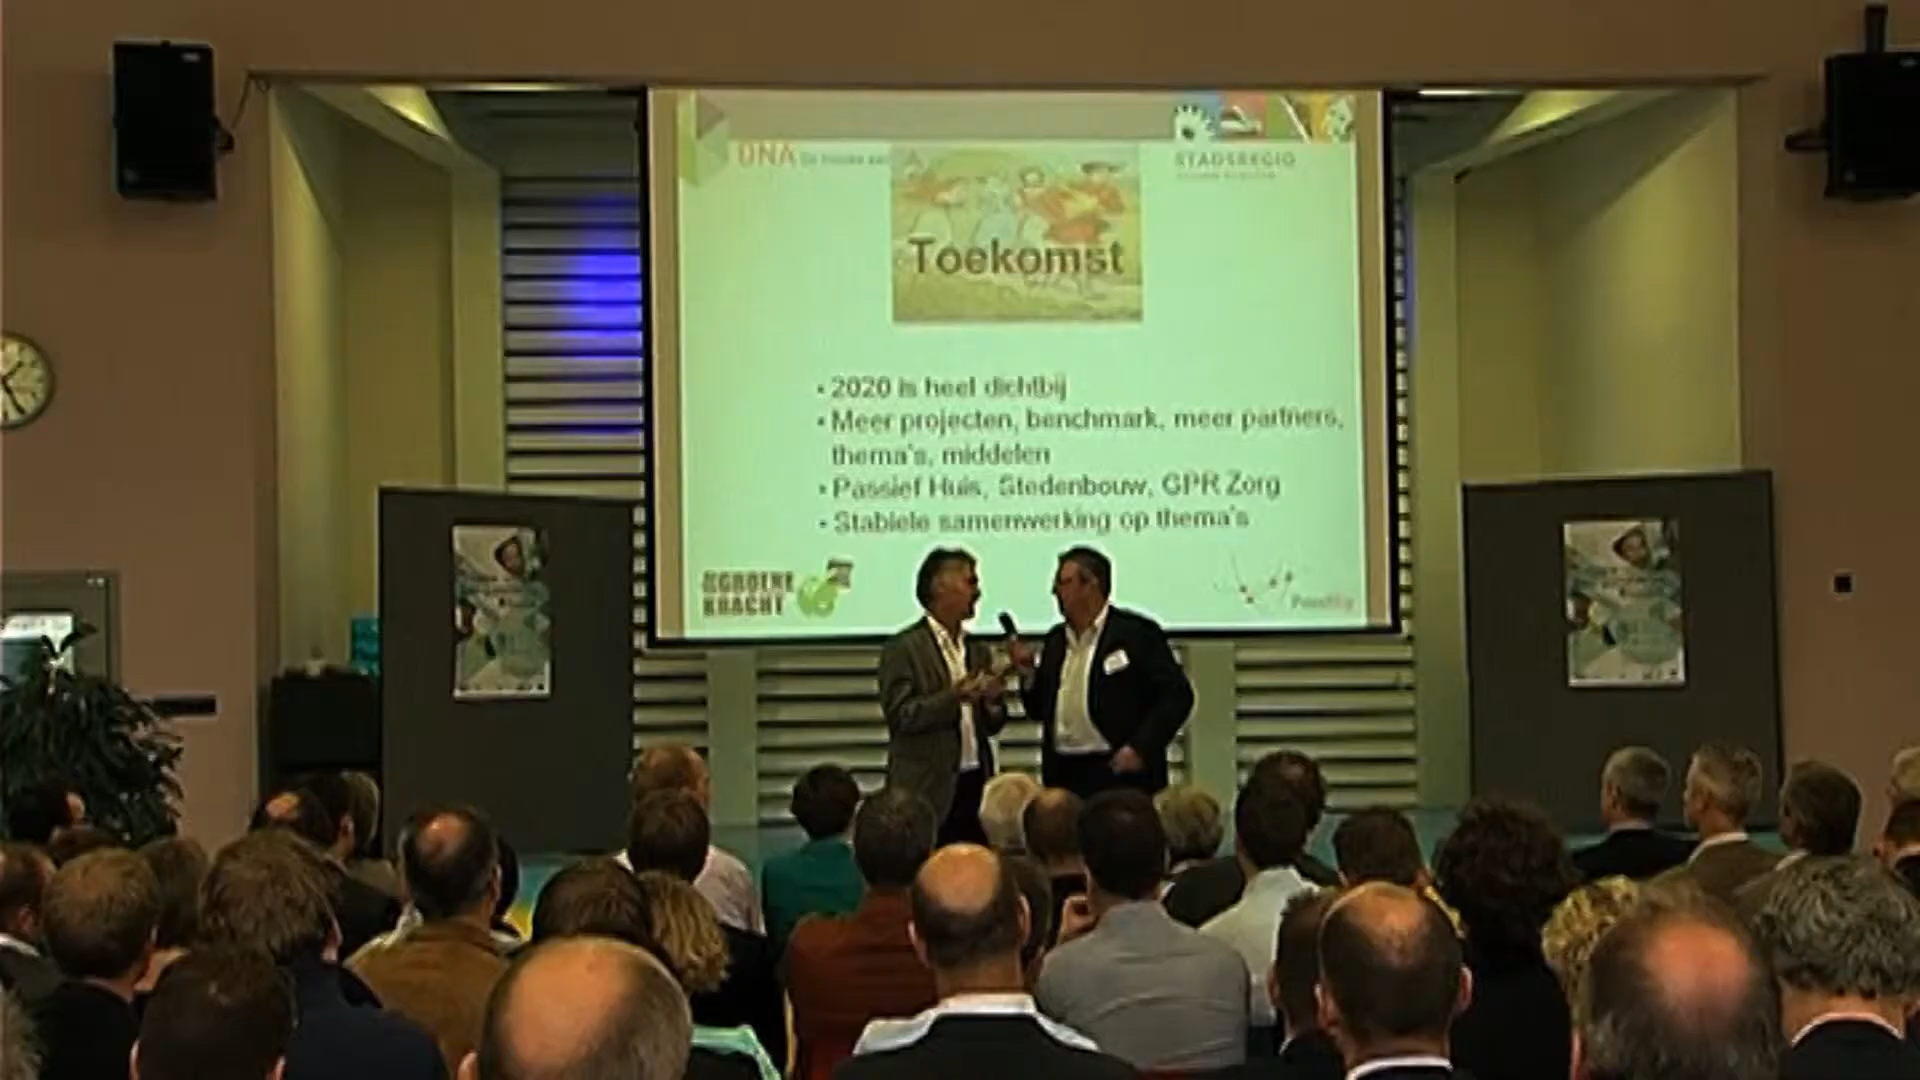 DNA
STADSREGIO
Toekomst
• 2020 is heel dichtbij
• Meer projecten, benchmark, meer partners,
thema's, middelen
• Passief Huis, Stedenbouw, GPR Zorg
• Stabiele samenwerking op thema's
GROENE
KRACHT